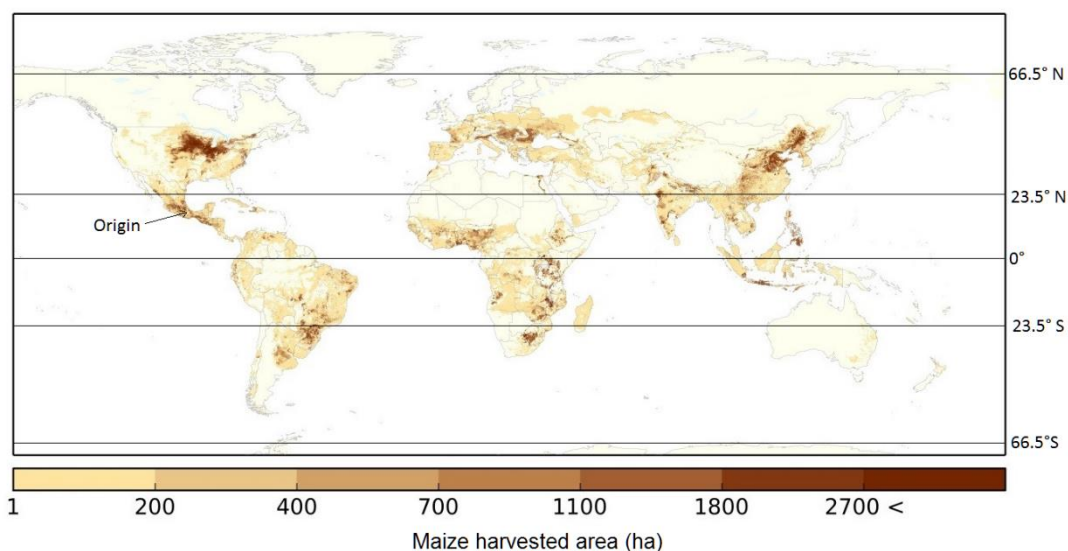 66.5° N
23.5° N
Origin
0°
23.5° S
66.5°S
1 200 400 700 1100 1800 2700 <
Maize harvested area (ha)